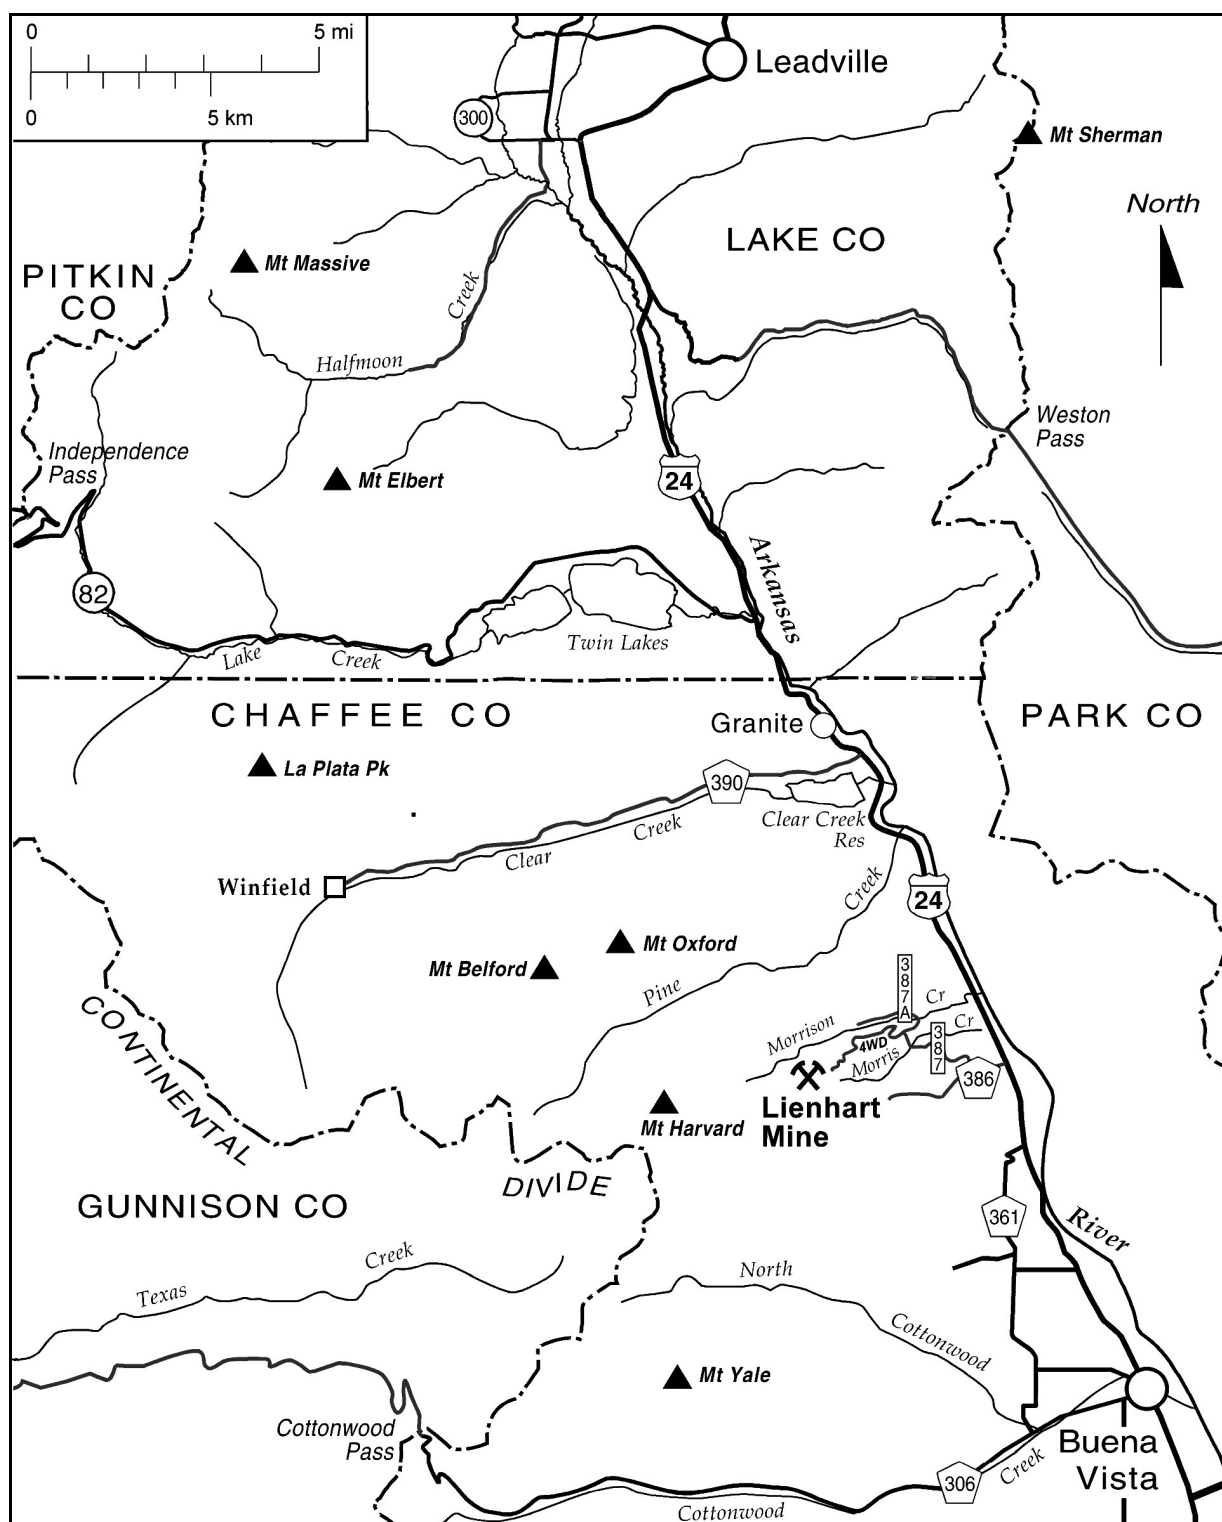 0 5 mi
0 5 km
Leadville
300
Mt Sherman
North
LAKE CO
Mt Massive
PITKIN
CO
Creek
Halfmoon
Weston
Pass
Independence
Pass
Mt Elbert
24
Arkansas
82
Twin Lakes
Lake Creek
CHAFFEE CO
Granite
PARK CO
La Plata Pk
390
Clear Creek
Res
Clear Creek
Winfield
Creek
24
Mt Oxford
Mt Belford
Pine
387A
Cr
Morrison
Cr
387
4WD
Morris
386
CONTINENTAL
Lienhart
Mine
Mt Harvard
DIVIDE
GUNNISON CO
361
River
Creek
Texas
North
Cottonwood
Mt Yale
Cottonwood
Pass
Buena
Vista
Creek
306
Cottonwood